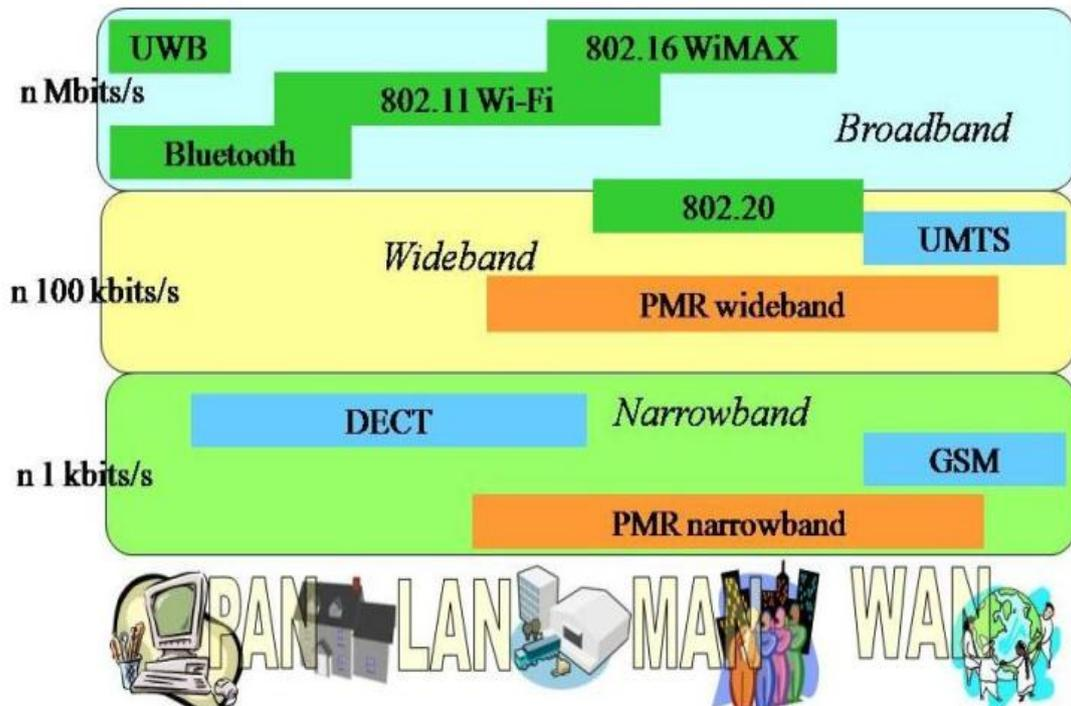 UWB
802.16 WiMAX
n Mbits/s
802.11 Wi-Fi
Broadband
Bluetooth
802.20
UMTS
Wideband
n 100 kbits/s
PMR wideband
DECT
Narrowband
GSM
n 1 kbits/s
PMR narrowband
PAN LAN MAN WAN